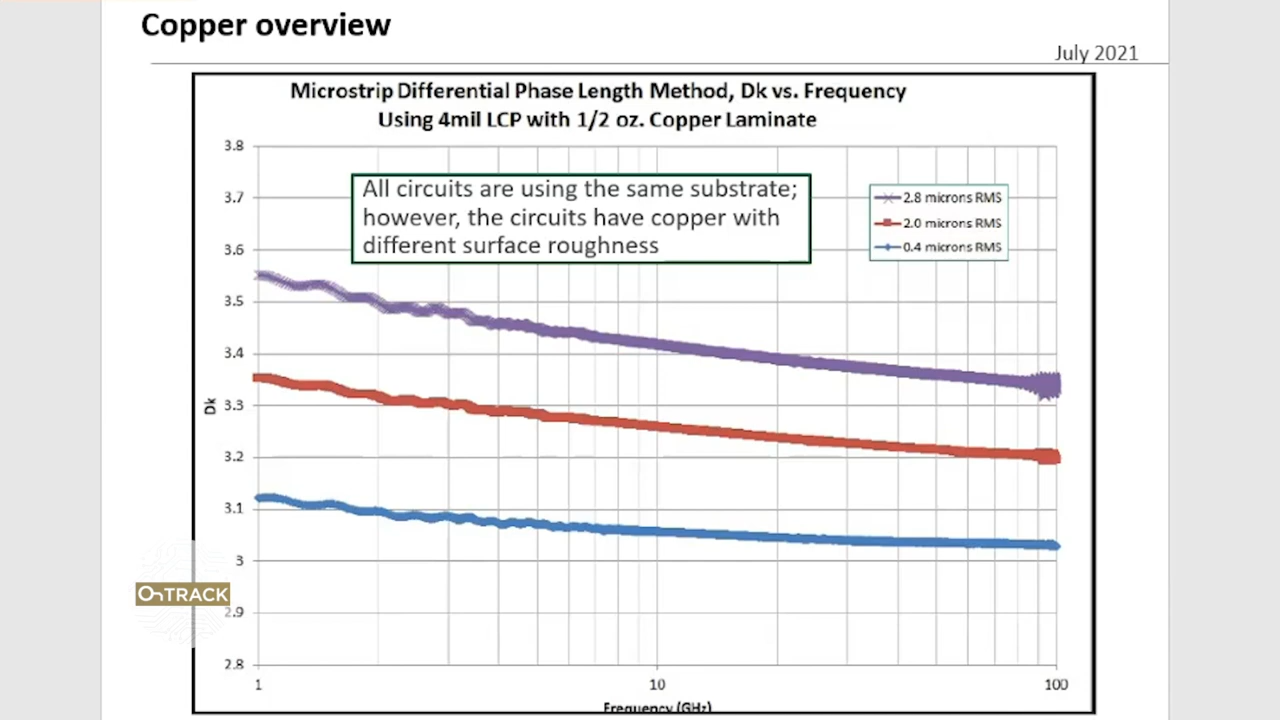 Copper overview
July 2021
Microstrip Differential Phase Length Method, Dk vs. Frequency
Using 4mil LCP with 1/2 oz. Copper Laminate
3.8
3.7
3.6
3.5
3.4
3.3
3.2
3.1
3
2.9
2.8
Dk
All circuits are using the same substrate;
however, the circuits have copper with
different surface roughness
2.8 microns RMS
2.0 microns RMS
0.4 microns RMS
OnTRACK
1
10
100
Frequency (GHz)